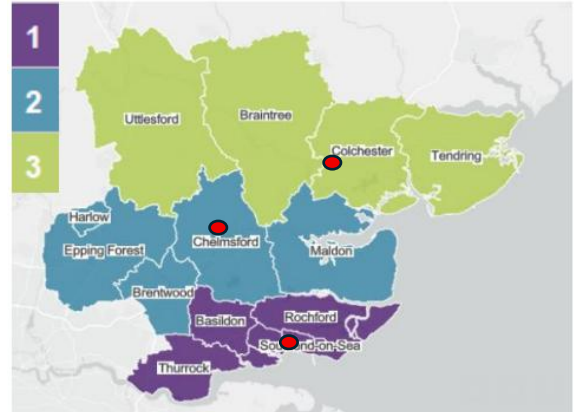 1
2
3
Uttlesford
Braintree
Colchester
Tendring
Harlow
Epping Forest
Chelmsford
Maldon
Brentwood
Basildon
Rochford
Southend-on-Sea
Thurrock